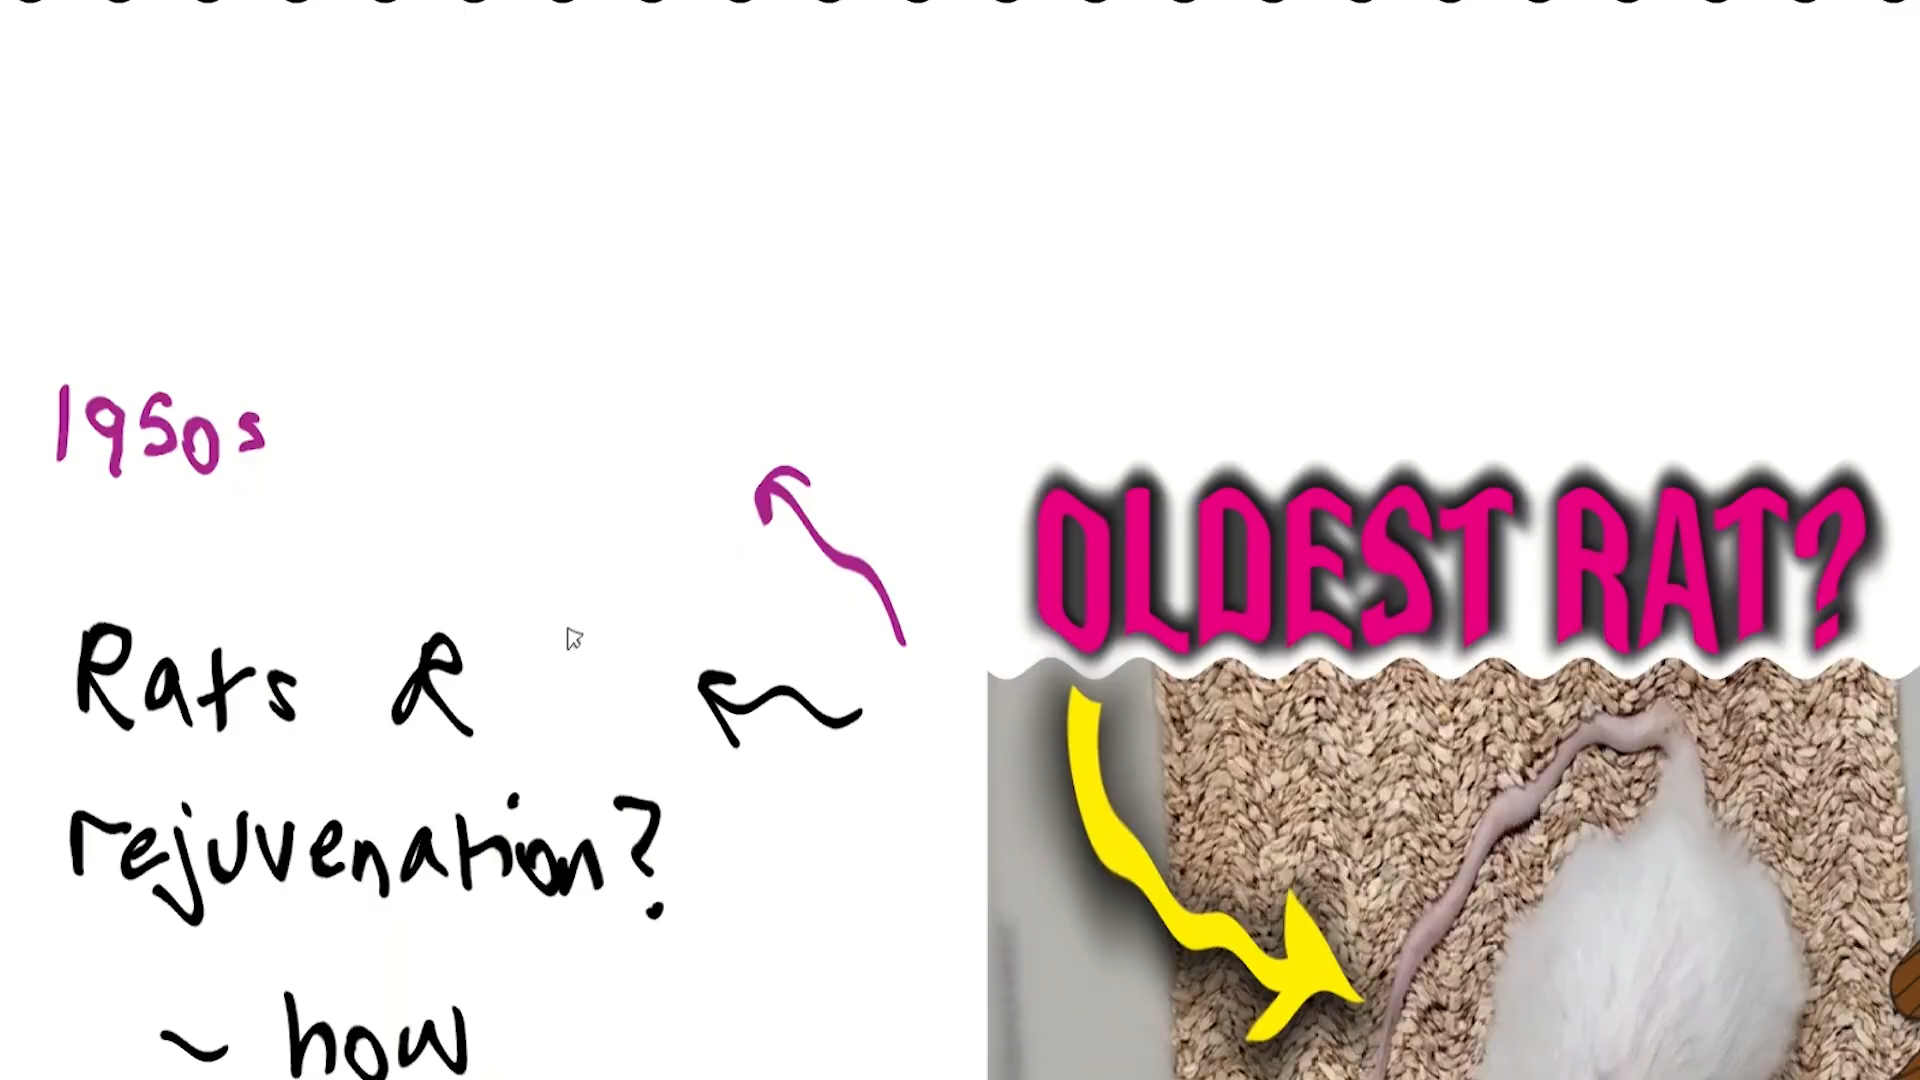 1950s
OLDEST RAT?
Rats &
rejuvenation?
~ how